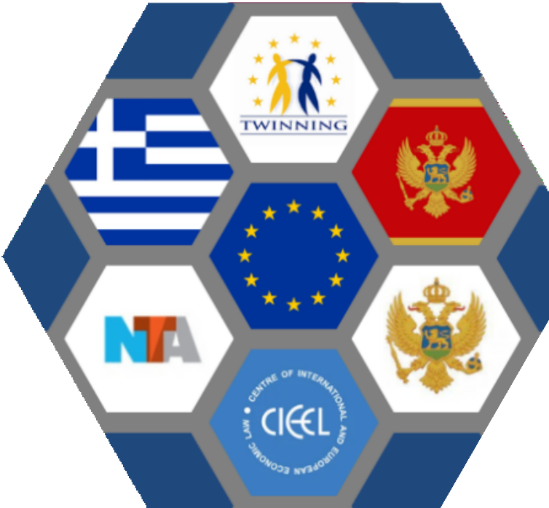 TWINNING
NTA
CENTRE OF INTERNATIONAL AND EUROPEAN ECONOMIC LAW •
CIEEL